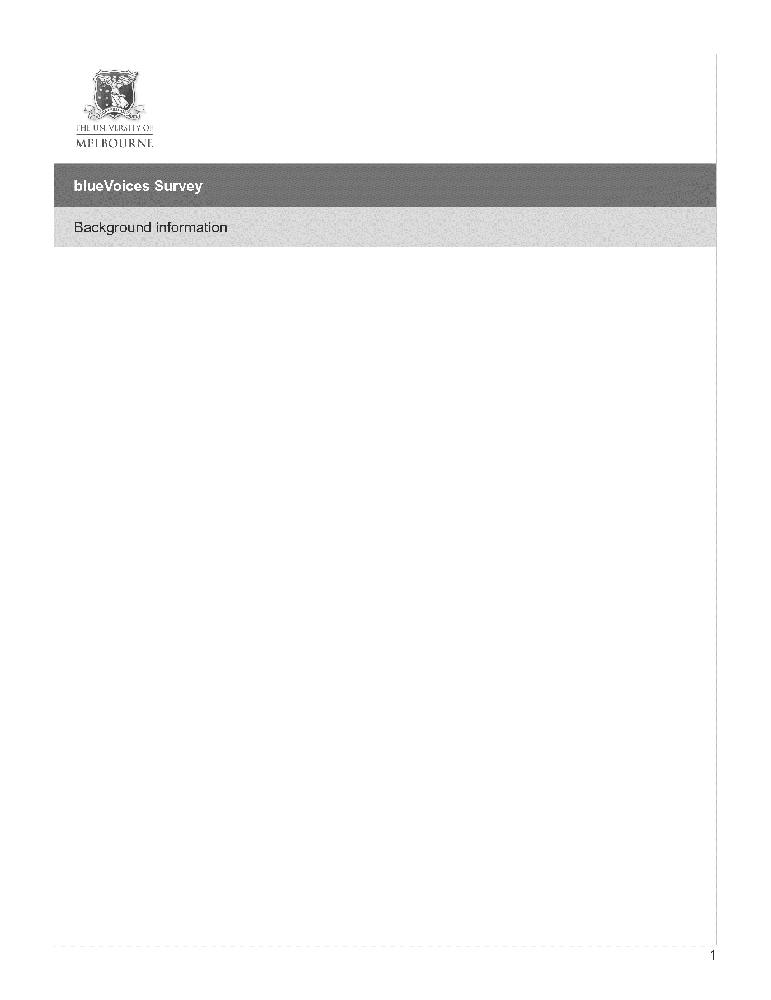 POSTERA CRESCAM LAUDE
THE UNIVERSITY OF
MELBOURNE
blueVoices Survey
Background information
1